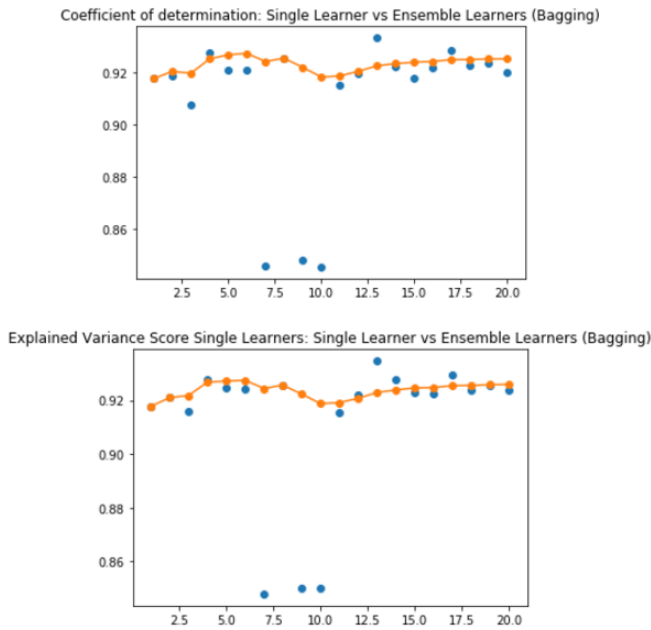 Coefficient of determination: Single Learner vs Ensemble Learners (Bagging)
0.92
0.90
0.88
0.86
2.5 5.0 7.5 10.0 12.5 15.0 17.5 20.0
Explained Variance Score Single Learners: Single Learner vs Ensemble Learners (Bagging)
0.92
0.90
0.88
0.86
2.5 5.0 7.5 10.0 12.5 15.0 17.5 20.0